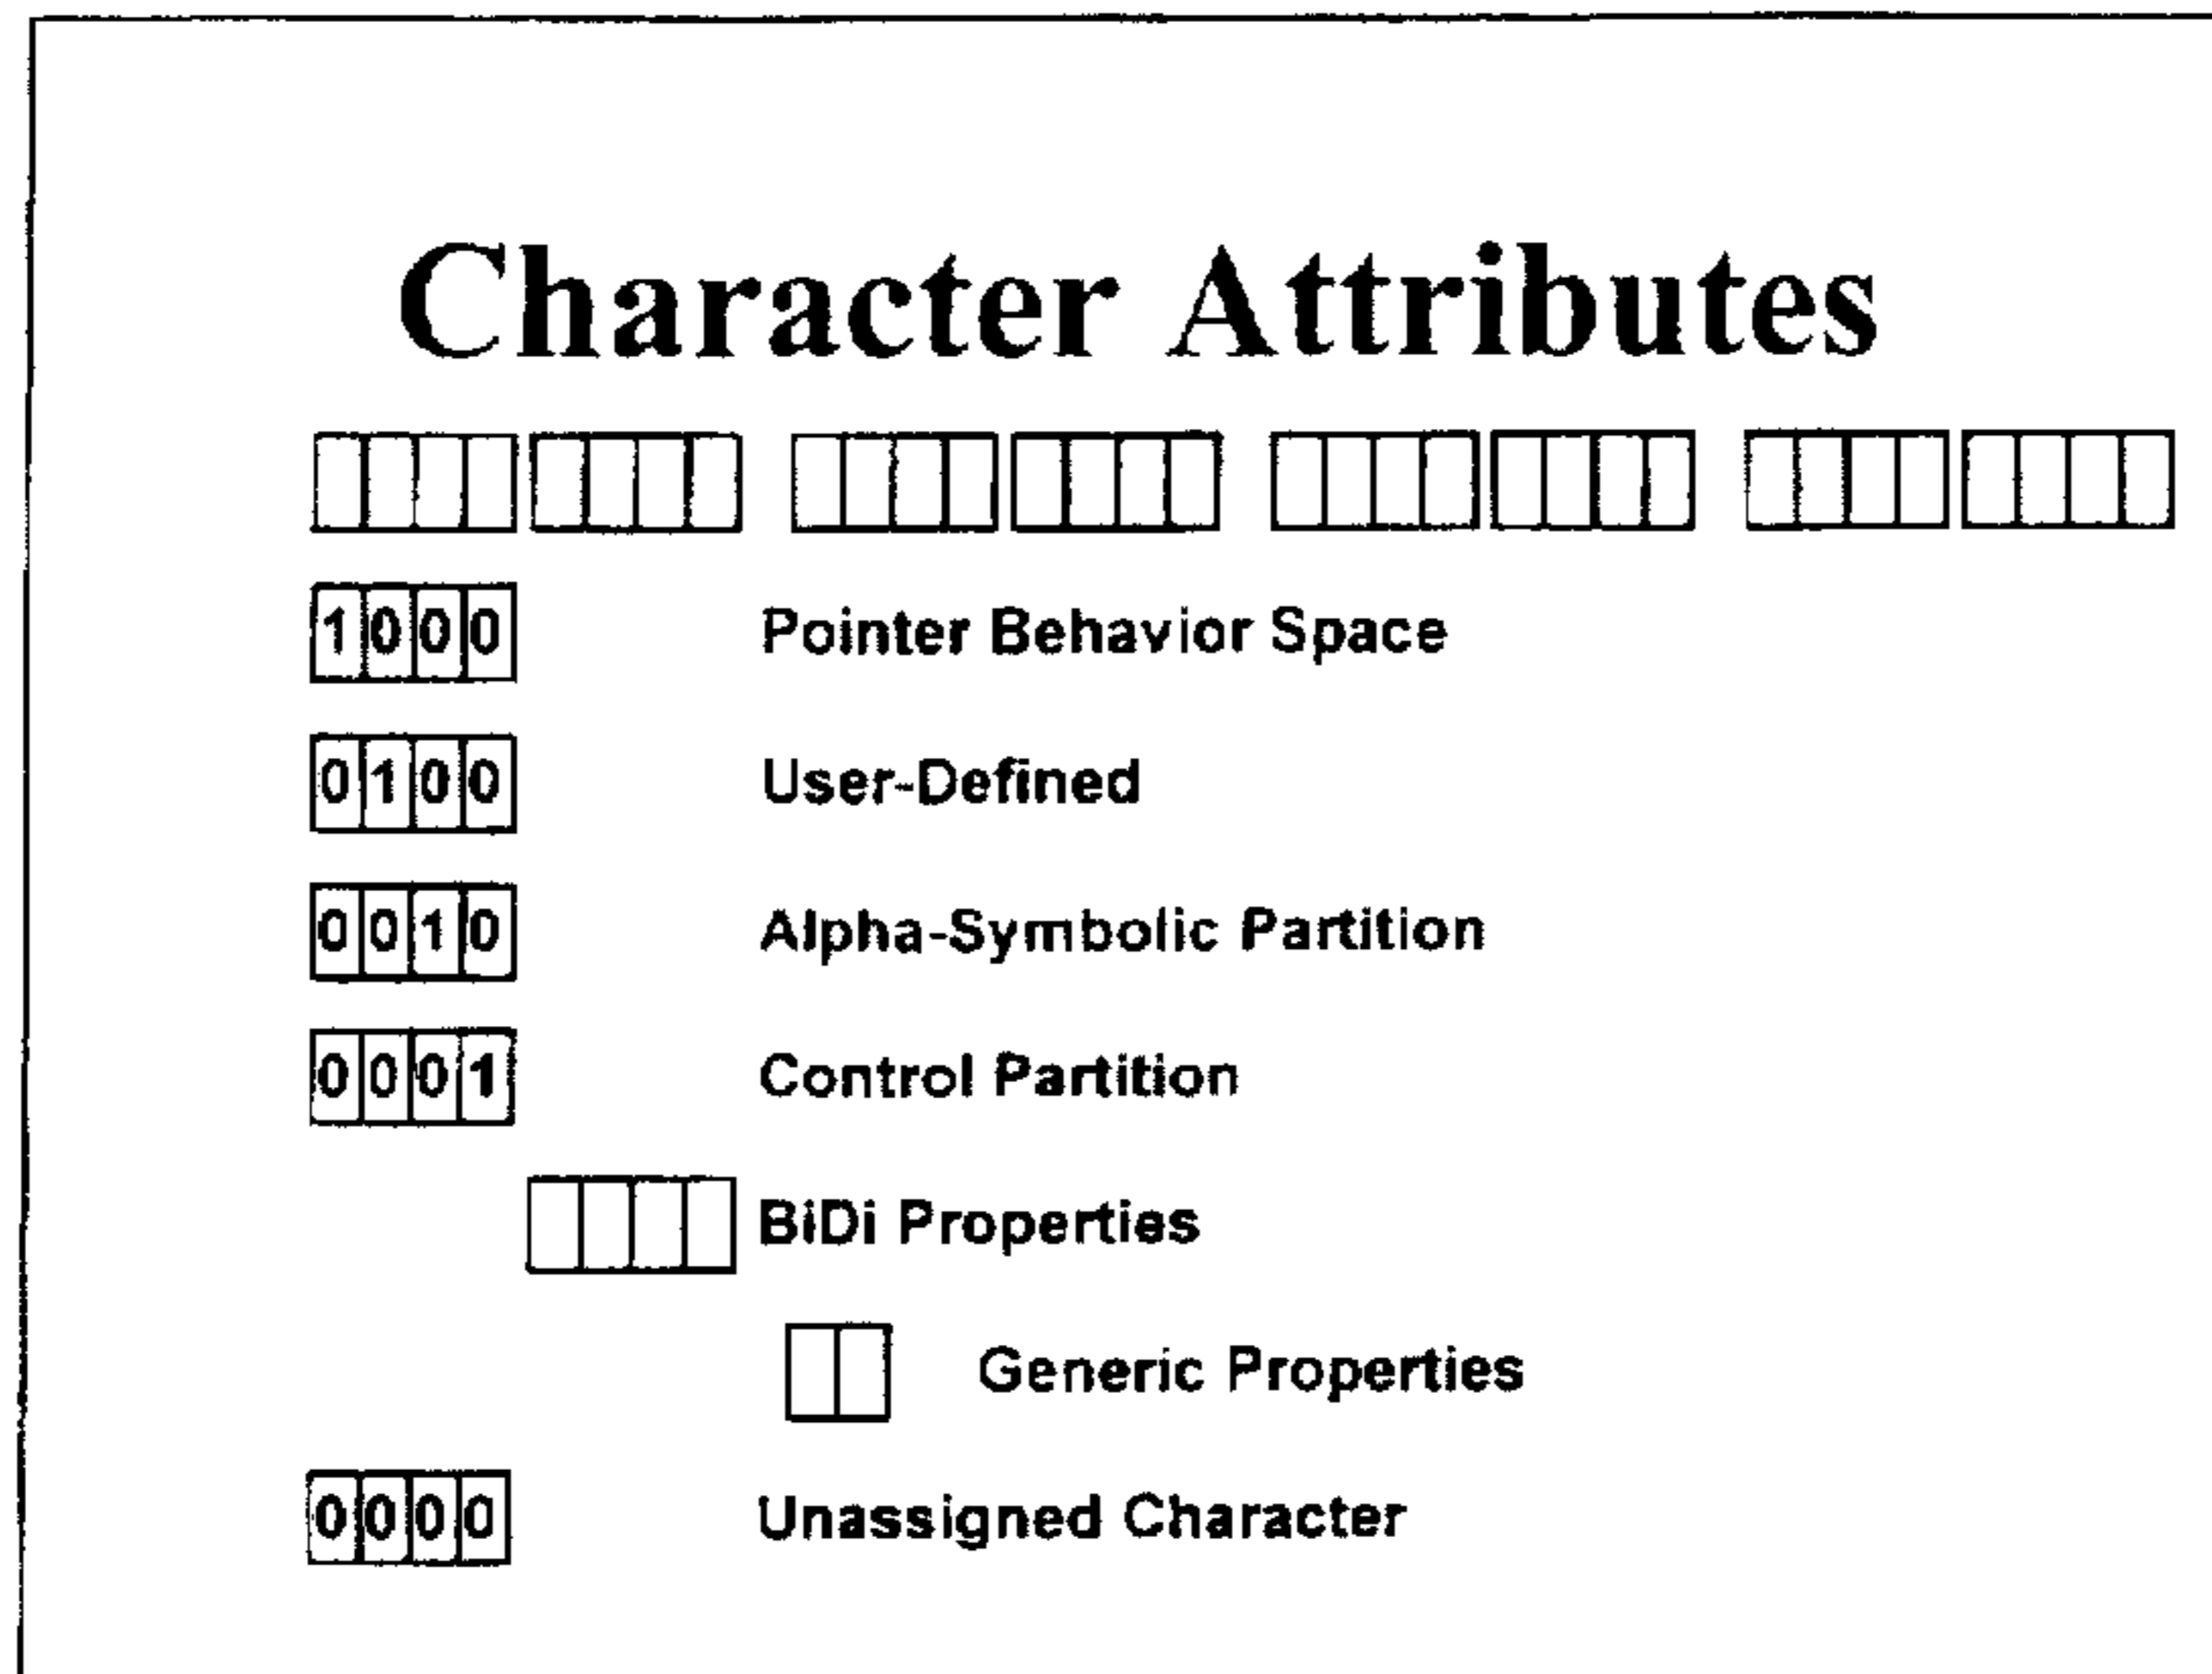 Character Attributes
1000 Pointer Behavior Space
0100 User-Defined
0010 Alpha-Symbolic Partition
0001 Control Partition
BiDi Properties
Generic Properties
0000 Unassigned Character